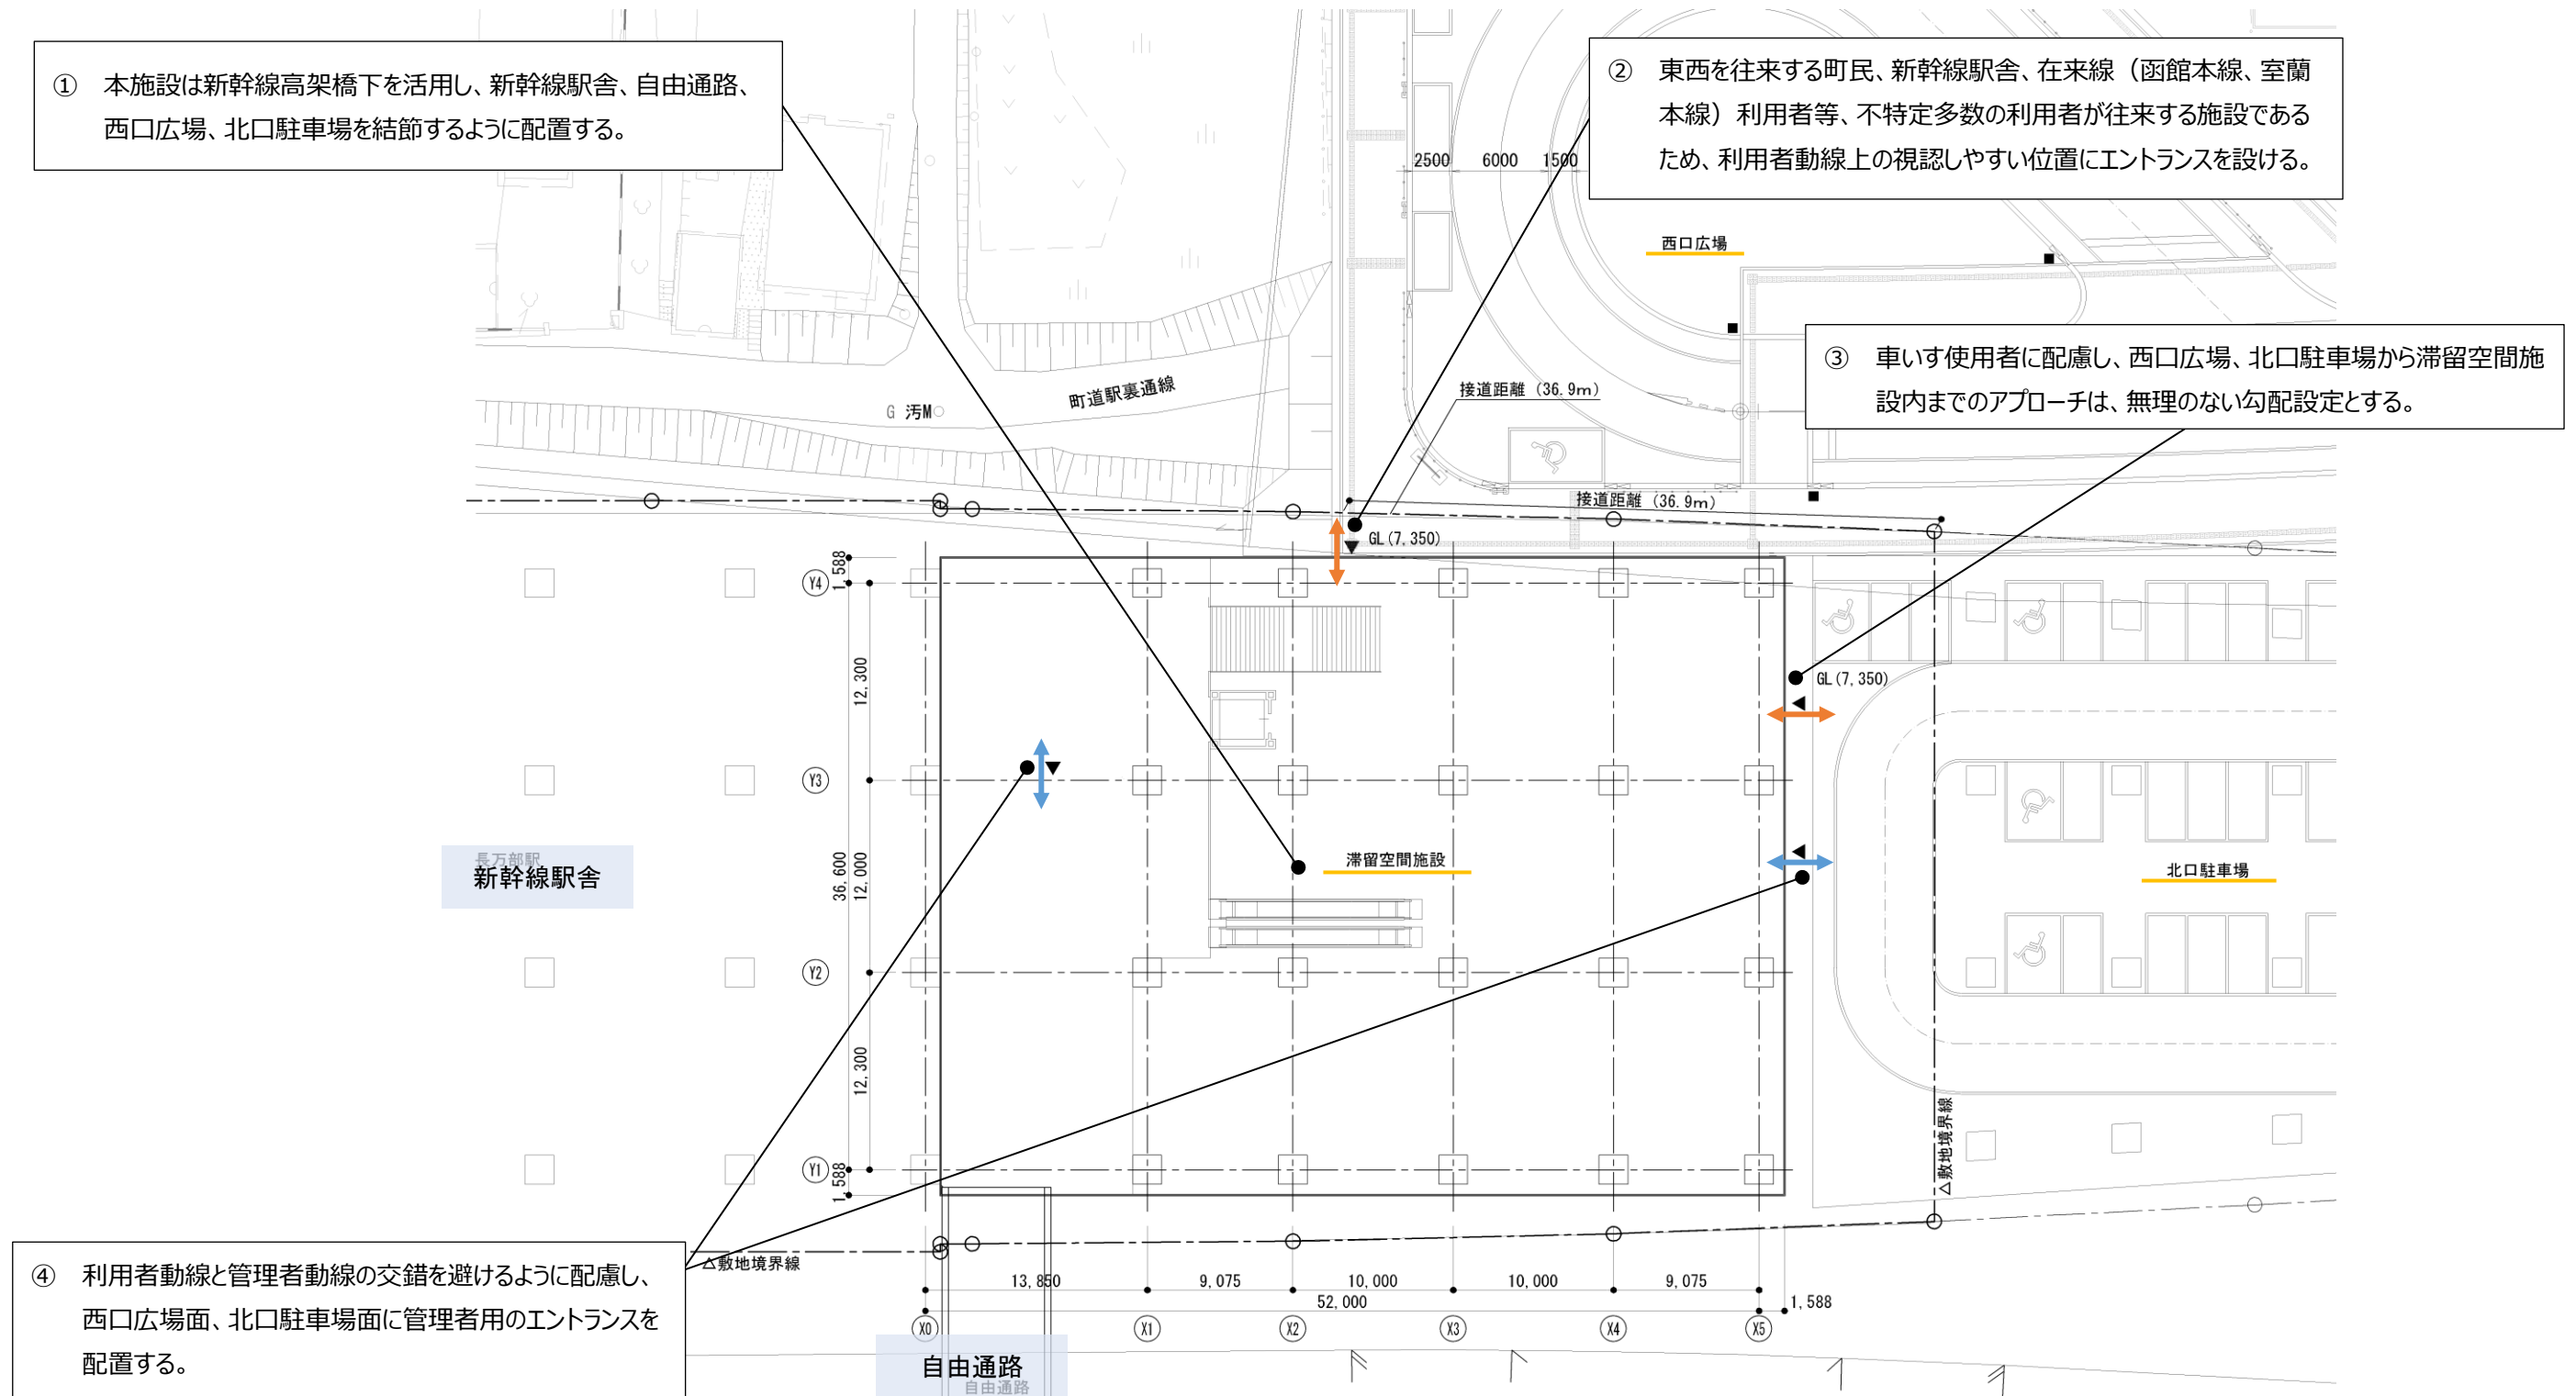 ① 本施設は新幹線高架橋下を活用し、新幹線駅舎、自由通路、
西口広場、北口駐車場を結節するように配置する。
② 東西を往来する町民、新幹線駅舎、在来線（函館本線、室蘭
本線）利用者等、不特定多数の利用者が往来する施設である
ため、利用者動線上の視認しやすい位置にエントランスを設ける。
2500 6000 1500
西口広場
③ 車いす使用者に配慮し、西口広場、北口駐車場から滞留空間施
設内までのアプローチは、無理のない勾配設定とする。
町道駅裏通線
G 汚M
接道距離（36.9m）
接道距離（36.9m）
GL(7,350)
1,588
Y4
12,300
GL(7,350)
Y3
36,600
12,000
長万部駅
新幹線駅舎
滞留空間施設
北口駐車場
Y2
12,300
Y1
1,588
△敷地境界線
△敷地境界線
④ 利用者動線と管理者動線の交錯を避けるように配慮し、
西口広場面、北口駐車場面に管理者用のエントランスを
配置する。
13,850 9,075 10,000 10,000 9,075
52,000 1,588
X0 X1 X2 X3 X4 X5
自由通路
自由通路